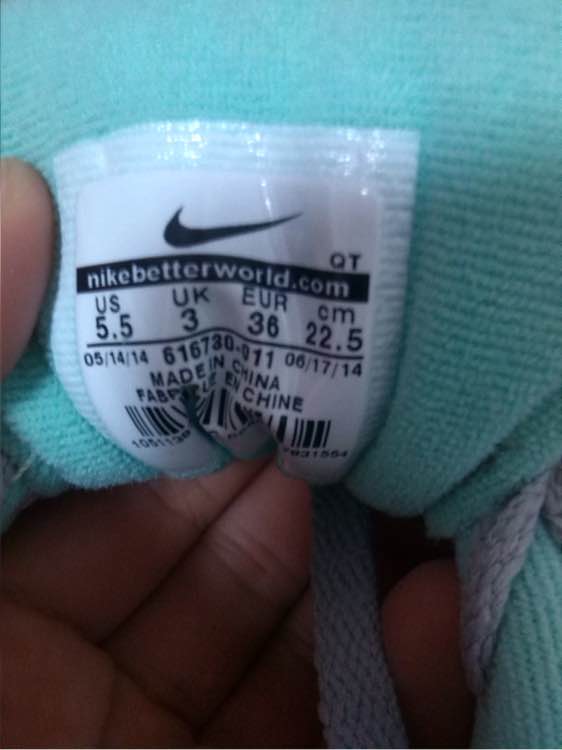 QT
nikebetterworld.com
US UK EUR cm
5.5 3 36 22.5
05/14/14 616730-011 06/17/14
MADE IN CHINA
EN CHINE